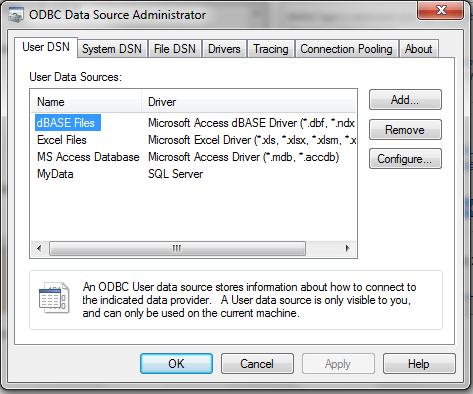 ODBC Data Source Administrator
User DSN System DSN File DSN Drivers Tracing Connection Pooling About
User Data Sources:
Name Driver
dBASE Files Microsoft Access dBASE Driver (*.dbf, *.ndx
Excel Files Microsoft Excel Driver (*.xls, *.xlsx, *.xlsm, *.x
MS Access Database Microsoft Access Driver (*.mdb, *.accdb)
MyData SQL Server
Add...
Remove
Configure...
An ODBC User data source stores information about how to connect to
the indicated data provider. A User data source is only visible to you,
and can only be used on the current machine.
OK Cancel Apply Help